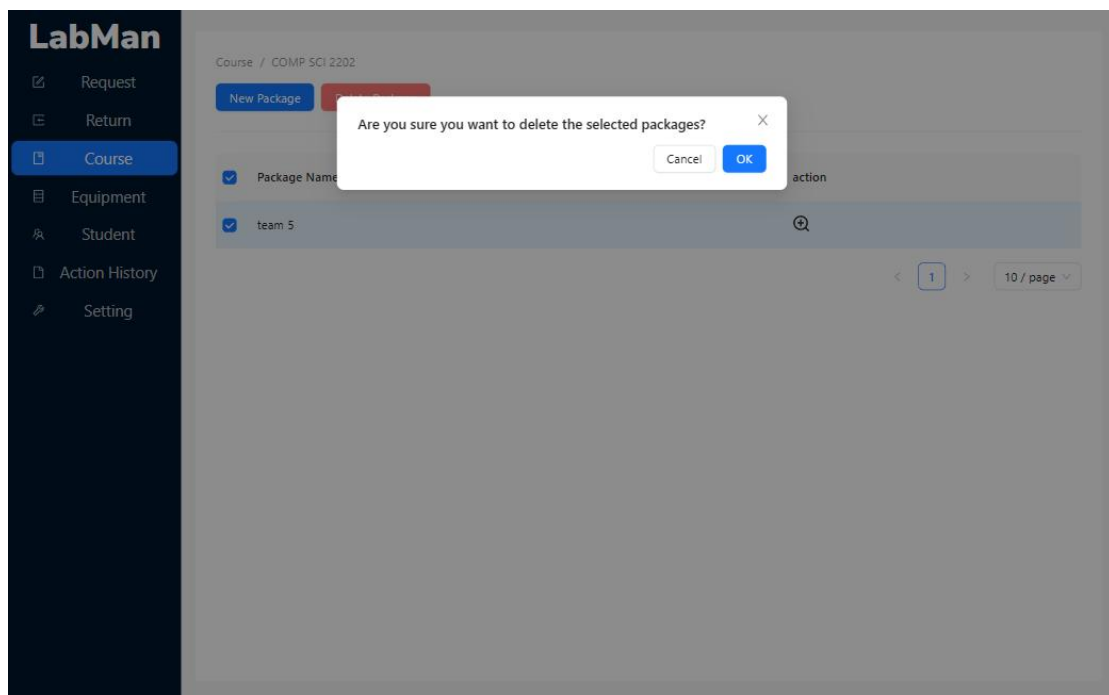 LabMan
Request
Return
Course
Equipment
Student
Action History
Setting
Course / COMP SCI 2202
New Package
Are you sure you want to delete the selected packages?
Cancel OK
Package Name action
team 5
< 1 > 10 / page